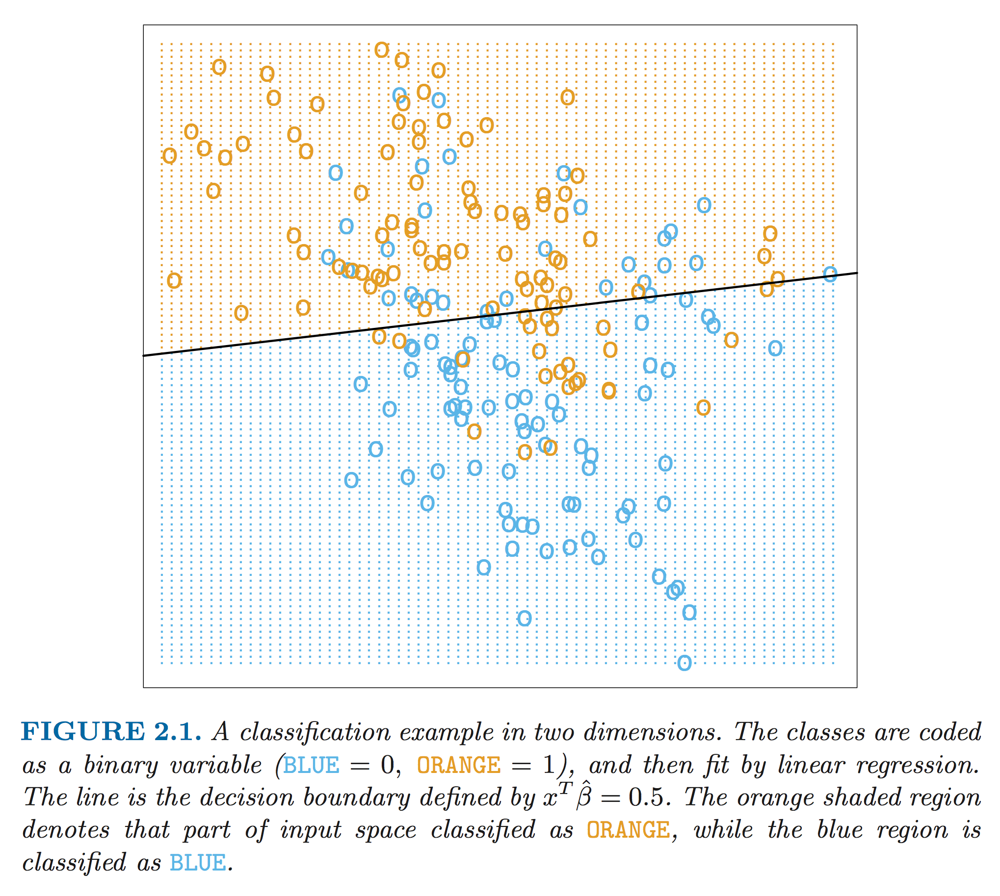 FIGURE 2.1. A classification example in two dimensions. The classes are coded
as a binary variable (BLUE = 0, ORANGE = 1), and then fit by linear regression.
The line is the decision boundary defined by x^T β̂ = 0.5. The orange shaded region
denotes that part of input space classified as ORANGE, while the blue region is
classified as BLUE.